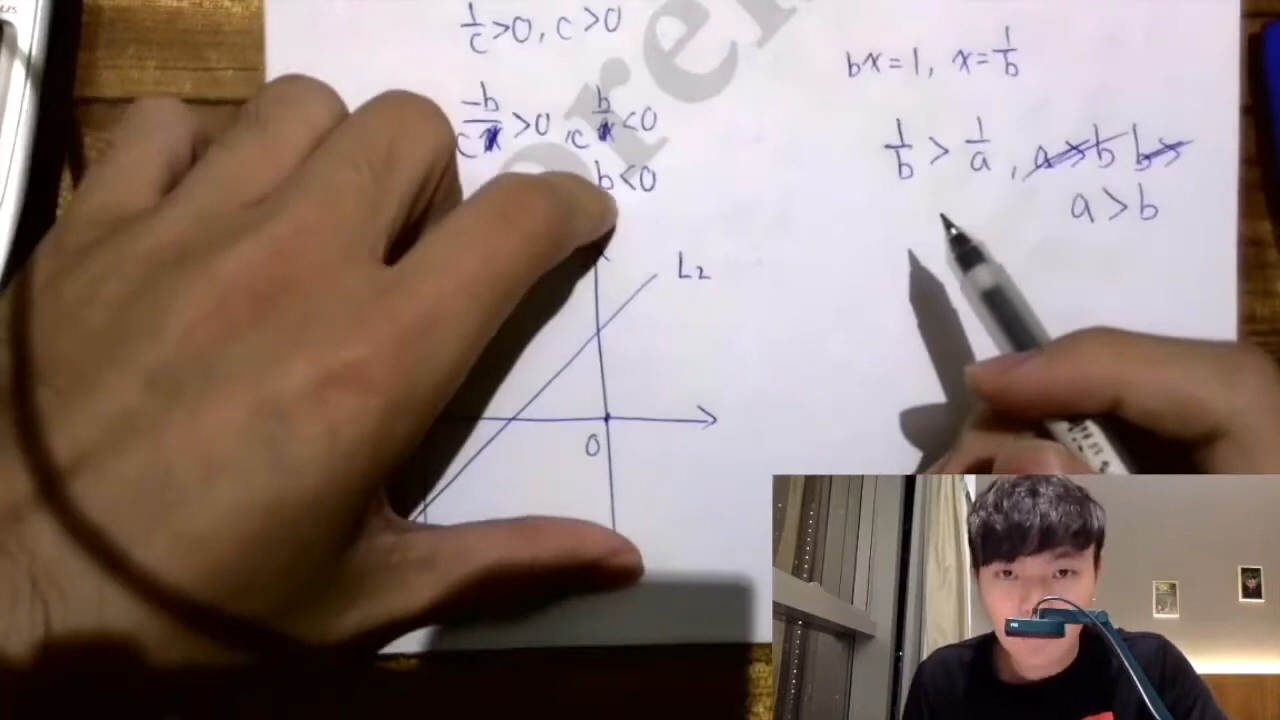 1/c >0, c >0
-b/c >0, b/c <0
b<0
L2
0
bx=1, x=1/b
1/b > 1/a,
a>b